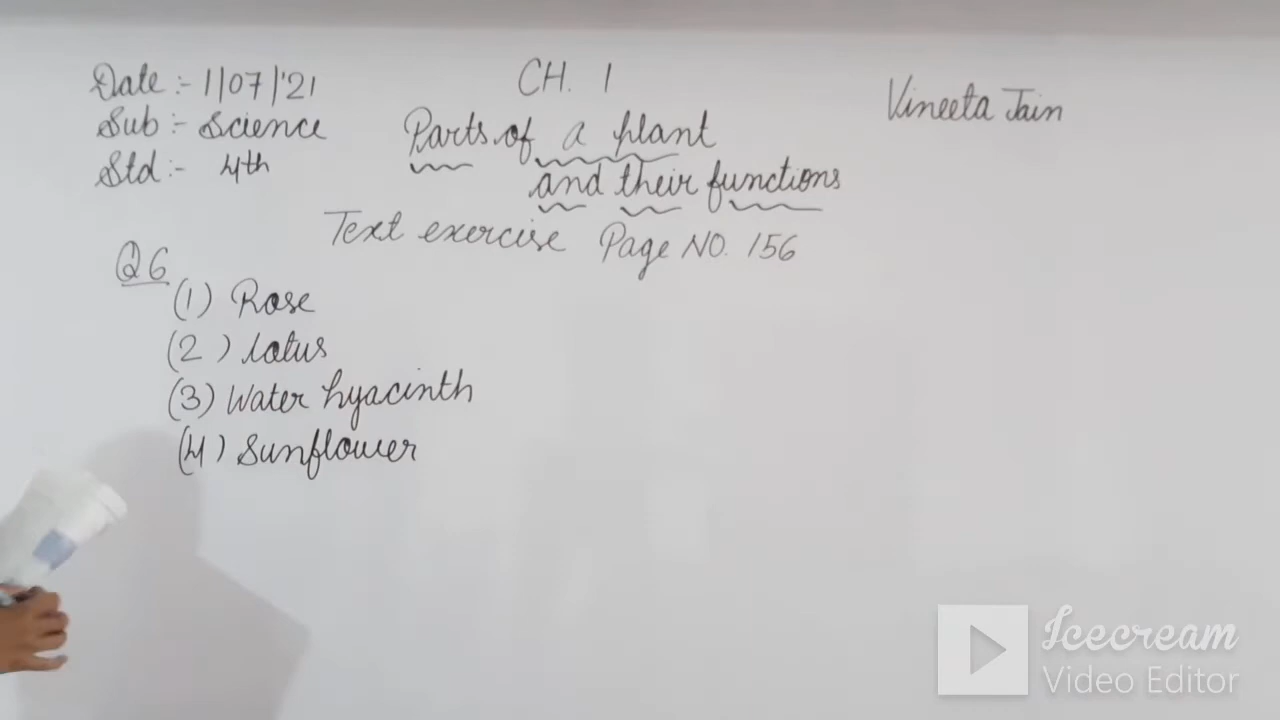 Date :- 1/07/'21
Sub :- Science
Std :- 4th
CH. 1
Parts of a plant
and their functions
Vineeta Jain
Text exercise Page NO. 156
Q6
(1) Rose
(2) lotus
(3) Water hyacinth
(4) Sunflower
Icecream
Video Editor